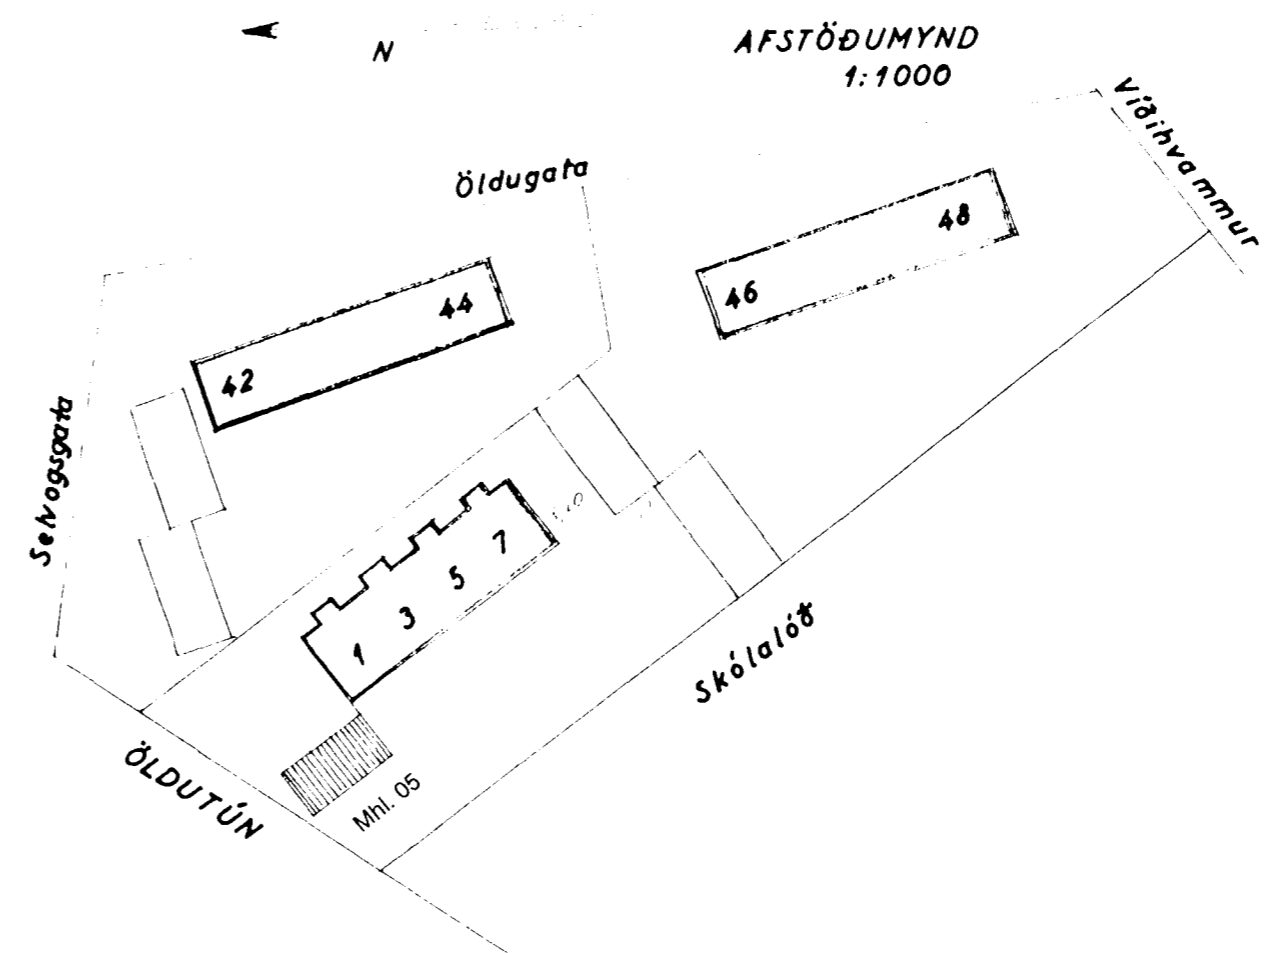 N
AFSTÖÐUMYND
1:1000
Víðihvammur
Öldugata
48
46
44
42
Selvogsgata
7
5
3
1
Skólalóð
ÖLDUTÚN
Mhl. 05